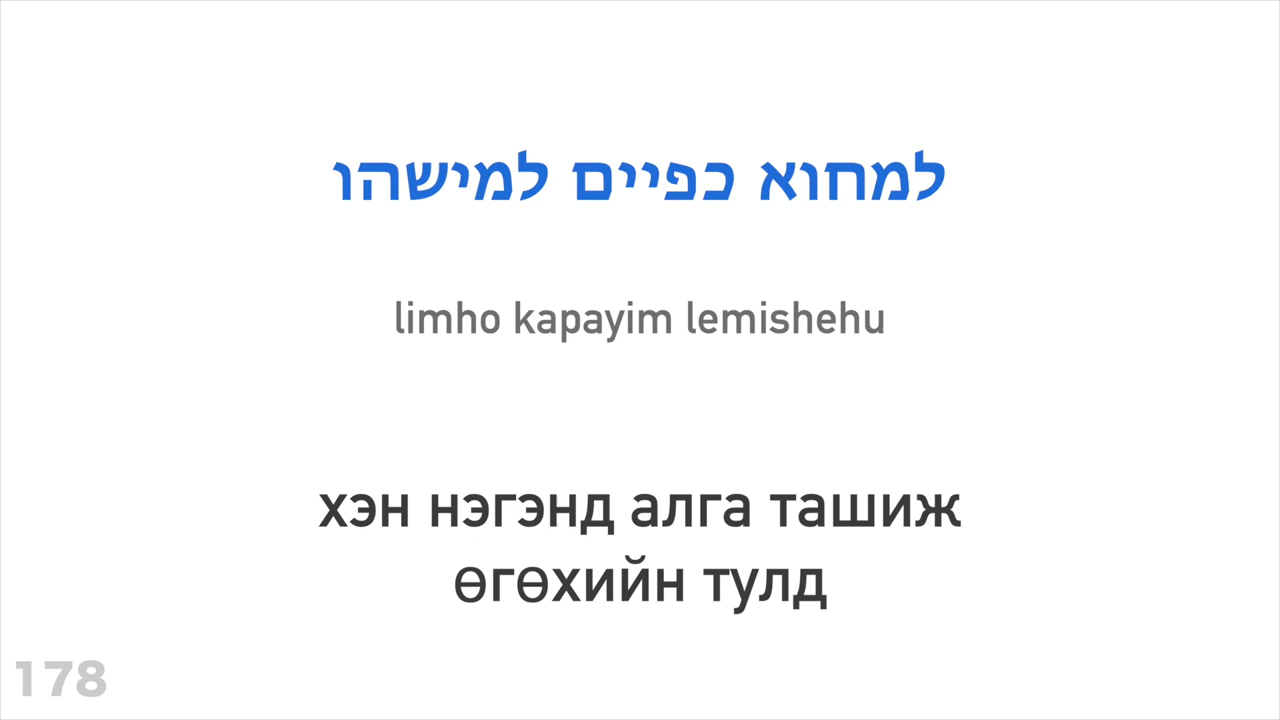 למחוא כפיים למישהו
limho kapayim lemishehu
хэн нэгэнд алга ташиж
өгөхийн тулд
178